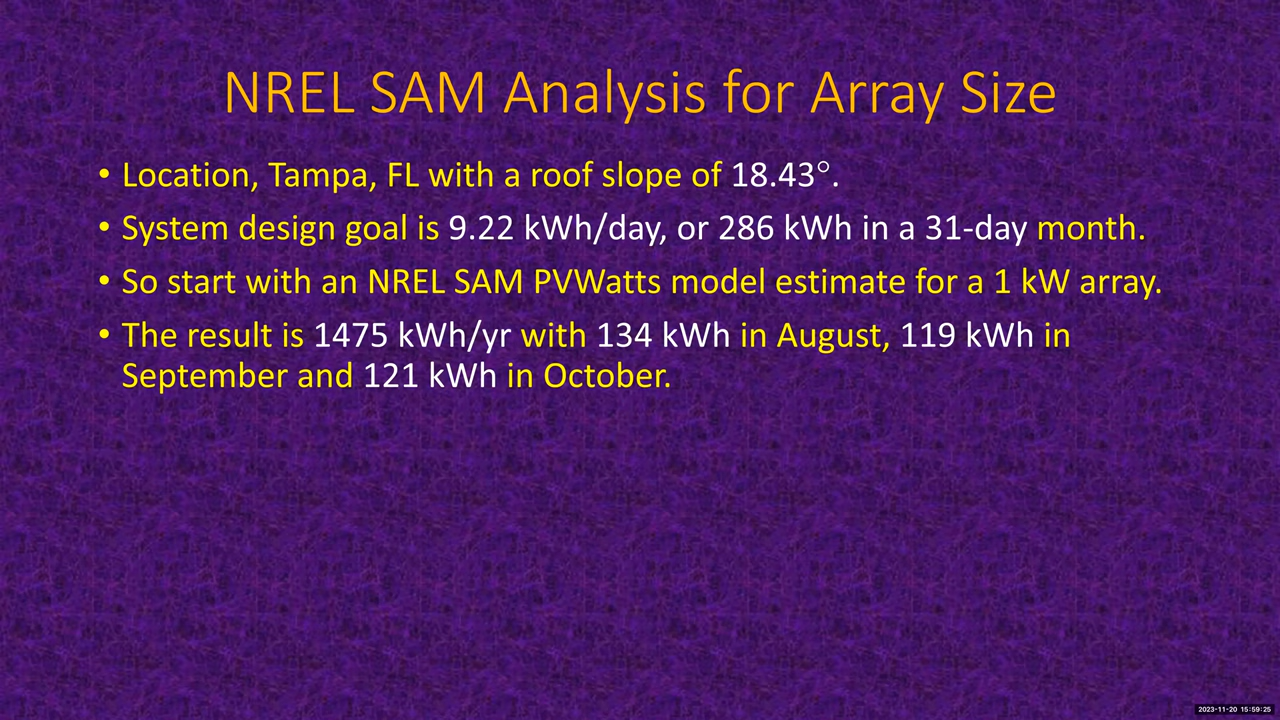 NREL SAM Analysis for Array Size
• Location, Tampa, FL with a roof slope of 18.43°.
• System design goal is 9.22 kWh/day, or 286 kWh in a 31-day month.
• So start with an NREL SAM PVWatts model estimate for a 1 kW array.
• The result is 1475 kWh/yr with 134 kWh in August, 119 kWh in
September and 121 kWh in October.
2023-11-20 15:59:25